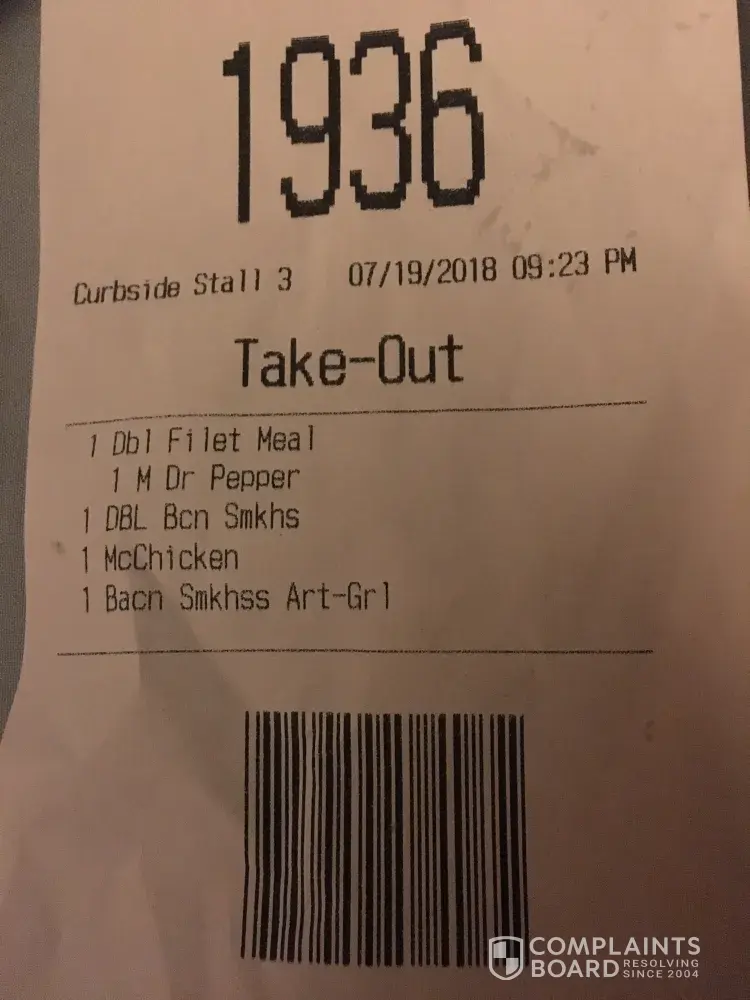 1936
Curbside Stall 3 07/19/2018 09:23 PM
Take-Out
1 Dbl Filet Meal
1 M Dr Pepper
1 DBL Bcn Smkhs
1 McChicken
1 Bacn Smkhss Art-Grl
COMPLAINTS
BOARD RESOLVING
SINCE 2004